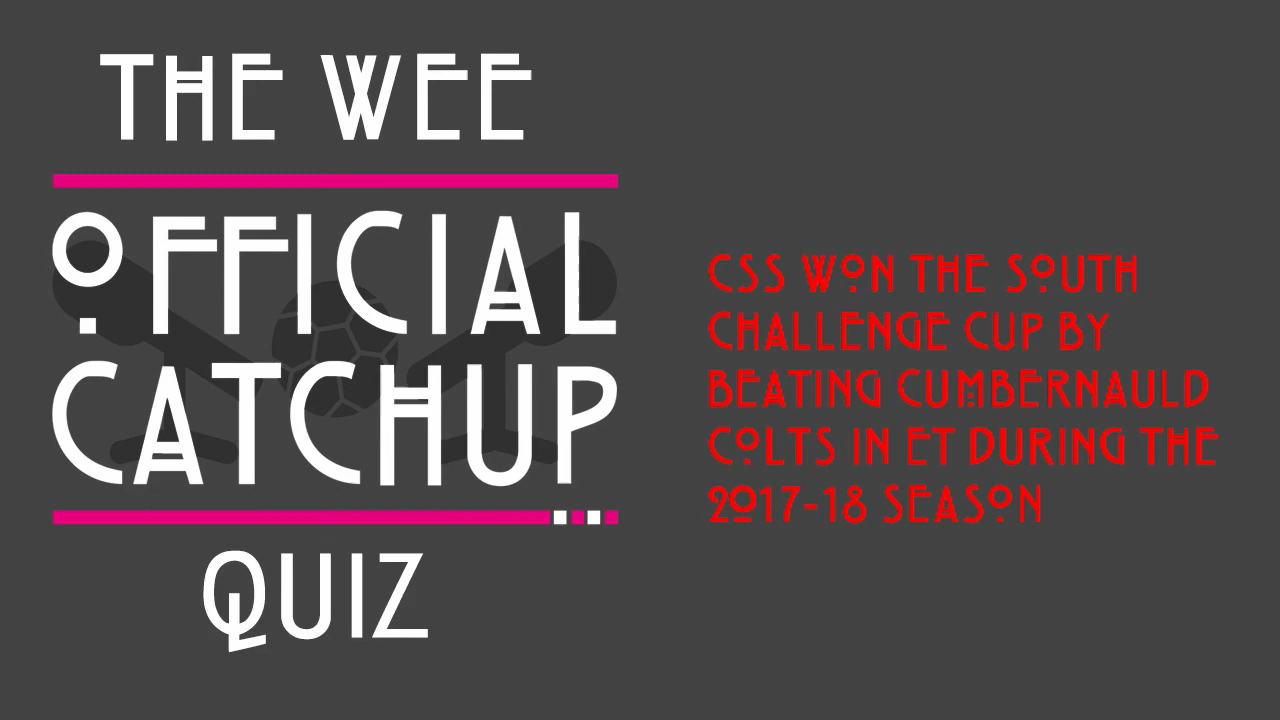 THE WEE
OFFICIAL
CATCHUP
QUIZ
CSS WON THE SOUTH
CHALLENGE CUP BY
BEATING CUMBERNAULD
COLTS IN ET DURING THE
2017-18 SEASON